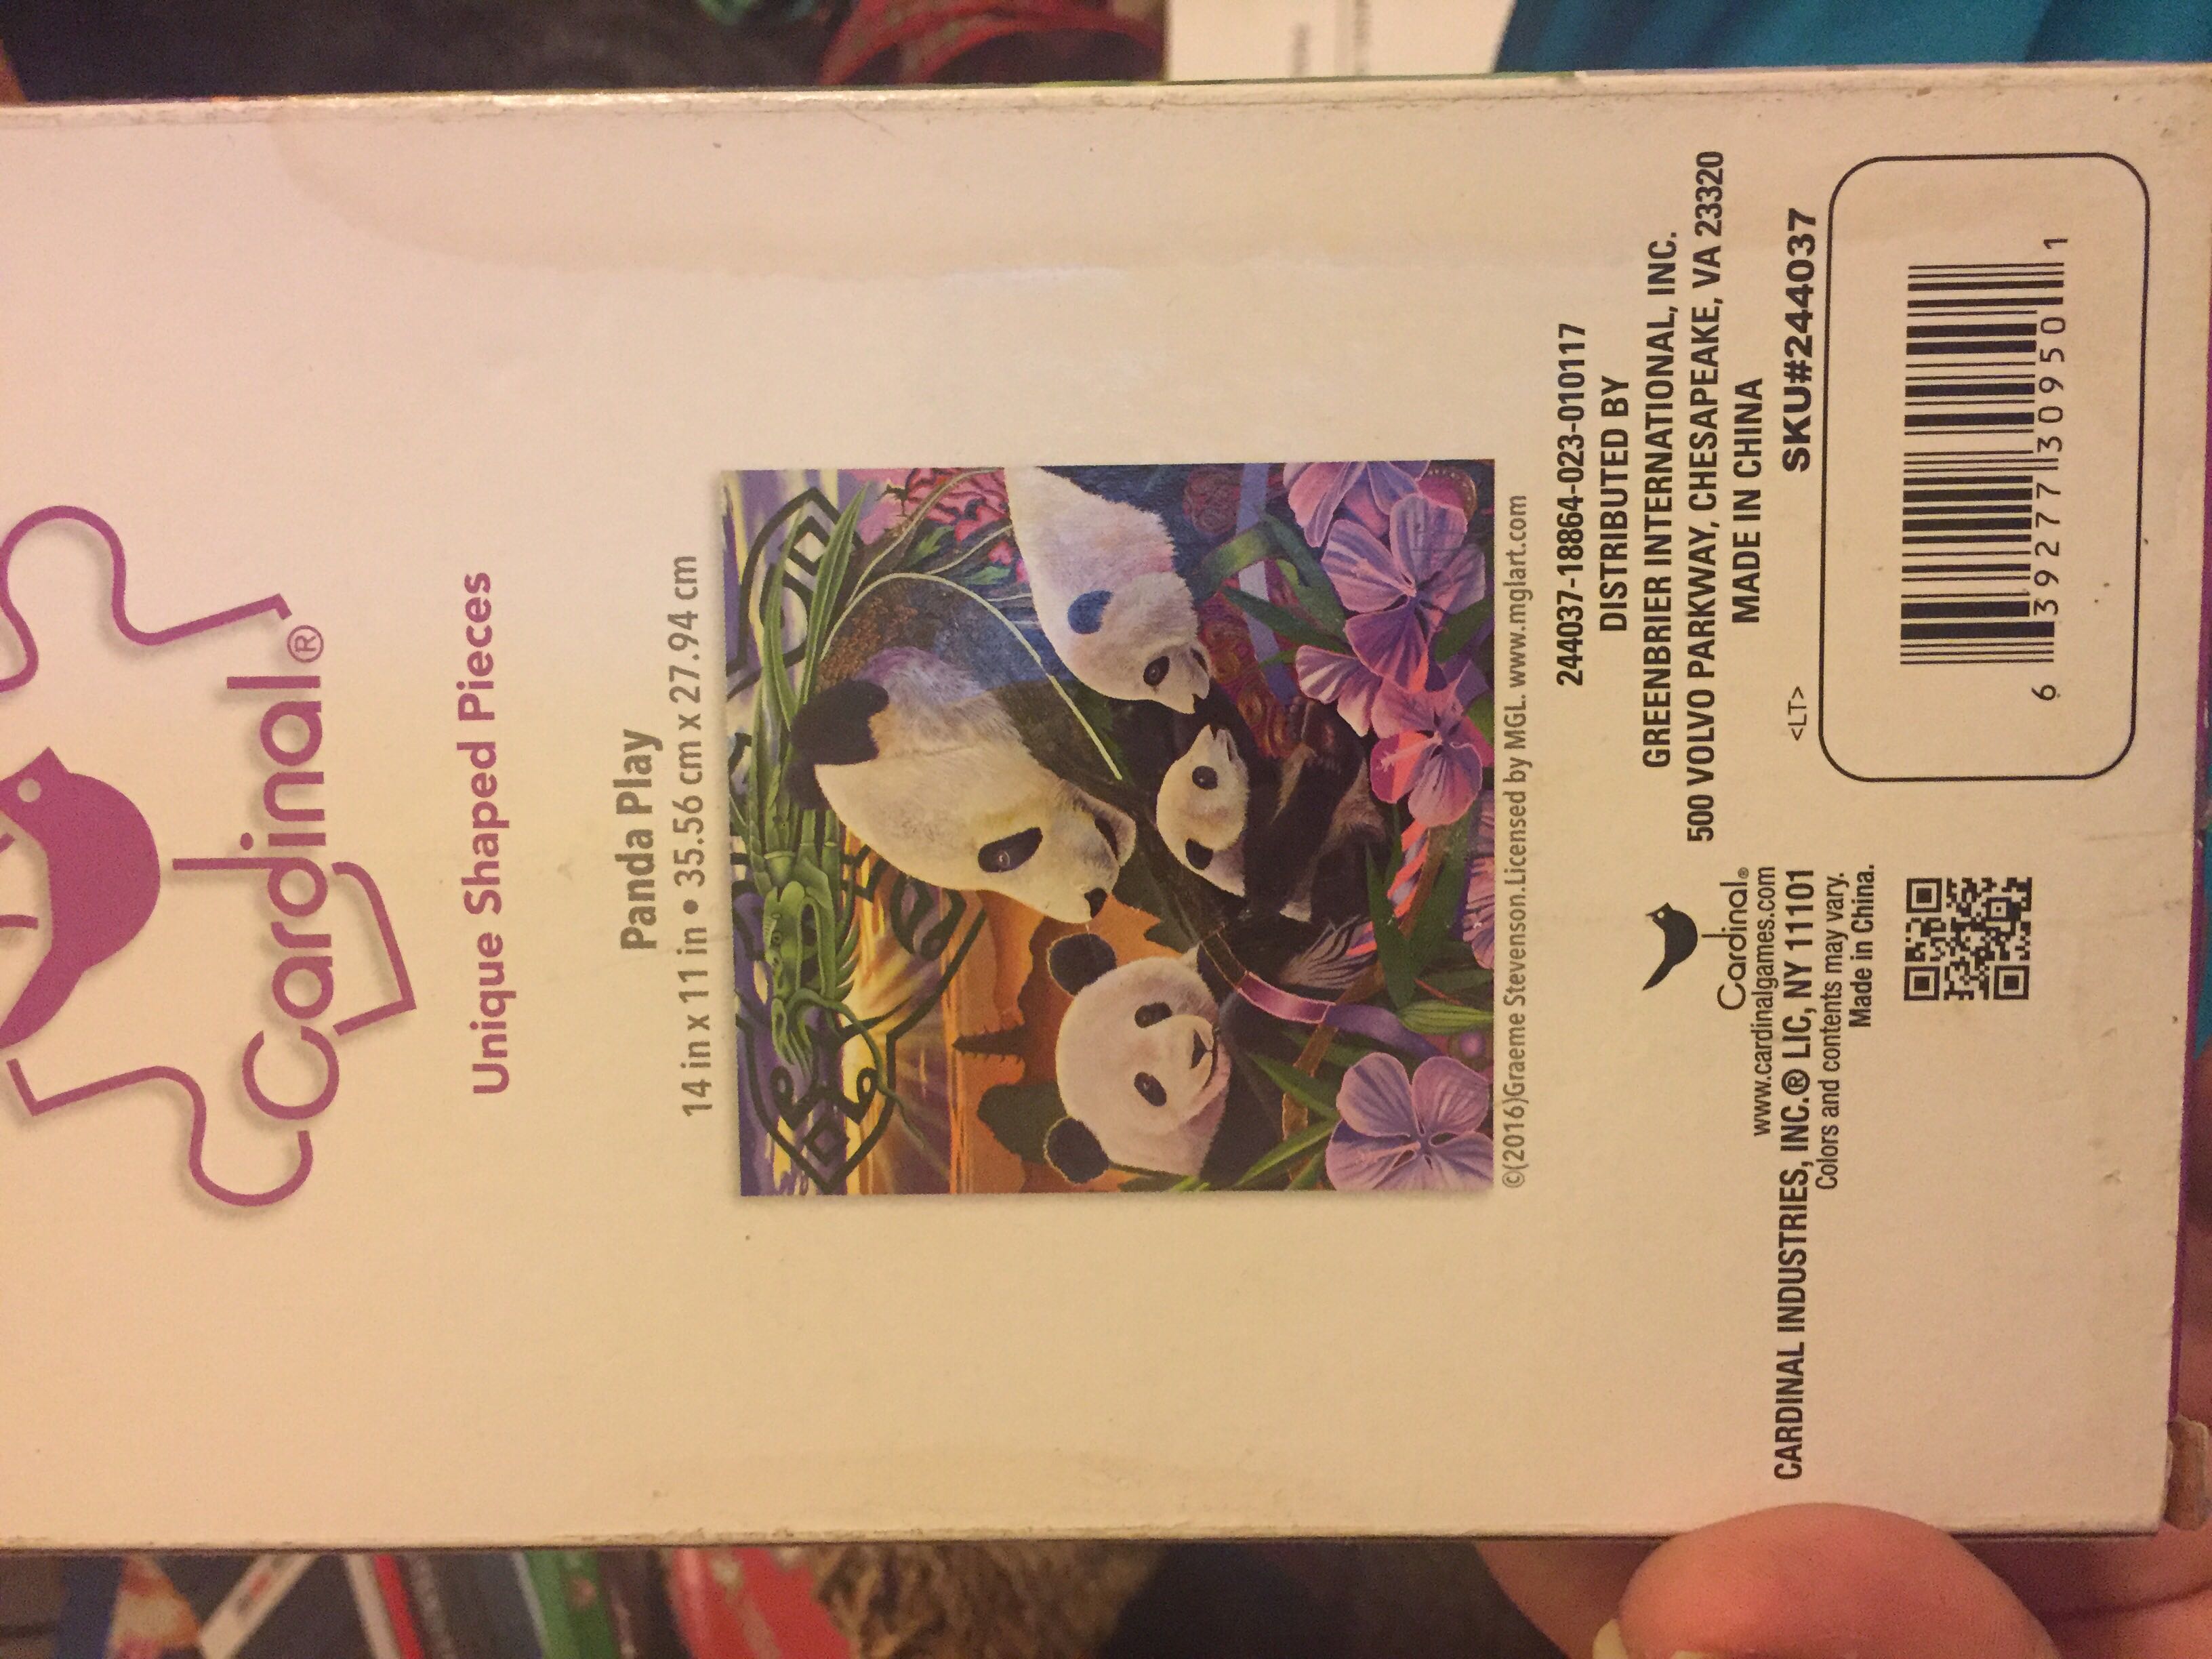 Cardinal®
Unique Shaped Pieces
Panda Play
14 in x 11 in • 35.56 cm x 27.94 cm
©(2016)Graeme Stevenson.Licensed by MGL. www.mglart.com
244037-18864-023-010117
DISTRIBUTED BY
GREENBRIER INTERNATIONAL, INC.
500 VOLVO PARKWAY, CHESAPEAKE, VA 23320
MADE IN CHINA
Cardinal®
www.cardinalgames.com
CARDINAL INDUSTRIES, INC.® LIC, NY 11101
Colors and contents may vary.
Made in China.
SKU#244037
<LT>
6 39277 30950 1